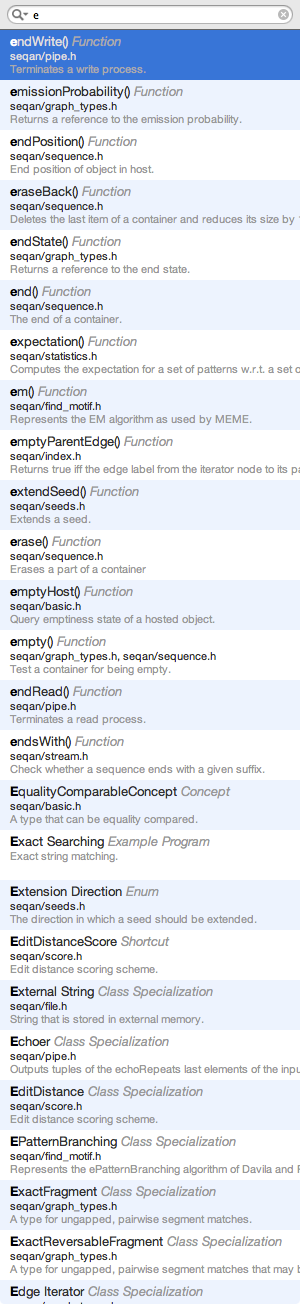 e
endWrite() Function
seqan/pipe.h
Terminates a write process.
emissionProbability() Function
seqan/graph_types.h
Returns a reference to the emission probability.
endPosition() Function
seqan/sequence.h
End position of object in host.
eraseBack() Function
seqan/sequence.h
Deletes the last item of a container and reduces its size by
endState() Function
seqan/graph_types.h
Returns a reference to the end state.
end() Function
seqan/sequence.h
The end of a container.
expectation() Function
seqan/statistics.h
Computes the expectation for a set of patterns w.r.t. a set
em() Function
seqan/find_motif.h
Represents the EM algorithm as used by MEME.
emptyParentEdge() Function
seqan/index.h
Returns true iff the edge label from the iterator node to its
extendSeed() Function
seqan/seeds.h
Extends a seed.
erase() Function
seqan/sequence.h
Erases a part of a container
emptyHost() Function
seqan/basic.h
Query emptiness state of a hosted object.
empty() Function
seqan/graph_types.h, seqan/sequence.h
Test a container for being empty.
endRead() Function
seqan/pipe.h
Terminates a read process.
endsWith() Function
seqan/stream.h
Check whether a sequence ends with a given suffix.
EqualityComparableConcept Concept
seqan/basic.h
A type that can be equality compared.
Exact Searching Example Program
Exact string matching.
Extension Direction Enum
seqan/seeds.h
The direction in which a seed should be extended.
EditDistanceScore Shortcut
seqan/score.h
Edit distance scoring scheme.
External String Class Specialization
seqan/file.h
String that is stored in external memory.
Echoer Class Specialization
seqan/pipe.h
Outputs tuples of the echoRepeats last elements of the
EditDistance Class Specialization
seqan/score.h
Edit distance scoring scheme.
EPatternBranching Class Specialization
seqan/find_motif.h
Represents the ePatternBranching algorithm of Davila and
ExactFragment Class Specialization
seqan/graph_types.h
A type for ungapped, pairwise segment matches.
ExactReversableFragment Class Specialization
seqan/graph_types.h
A type for ungapped, pairwise segment matches that may
Edge Iterator Class Specialization